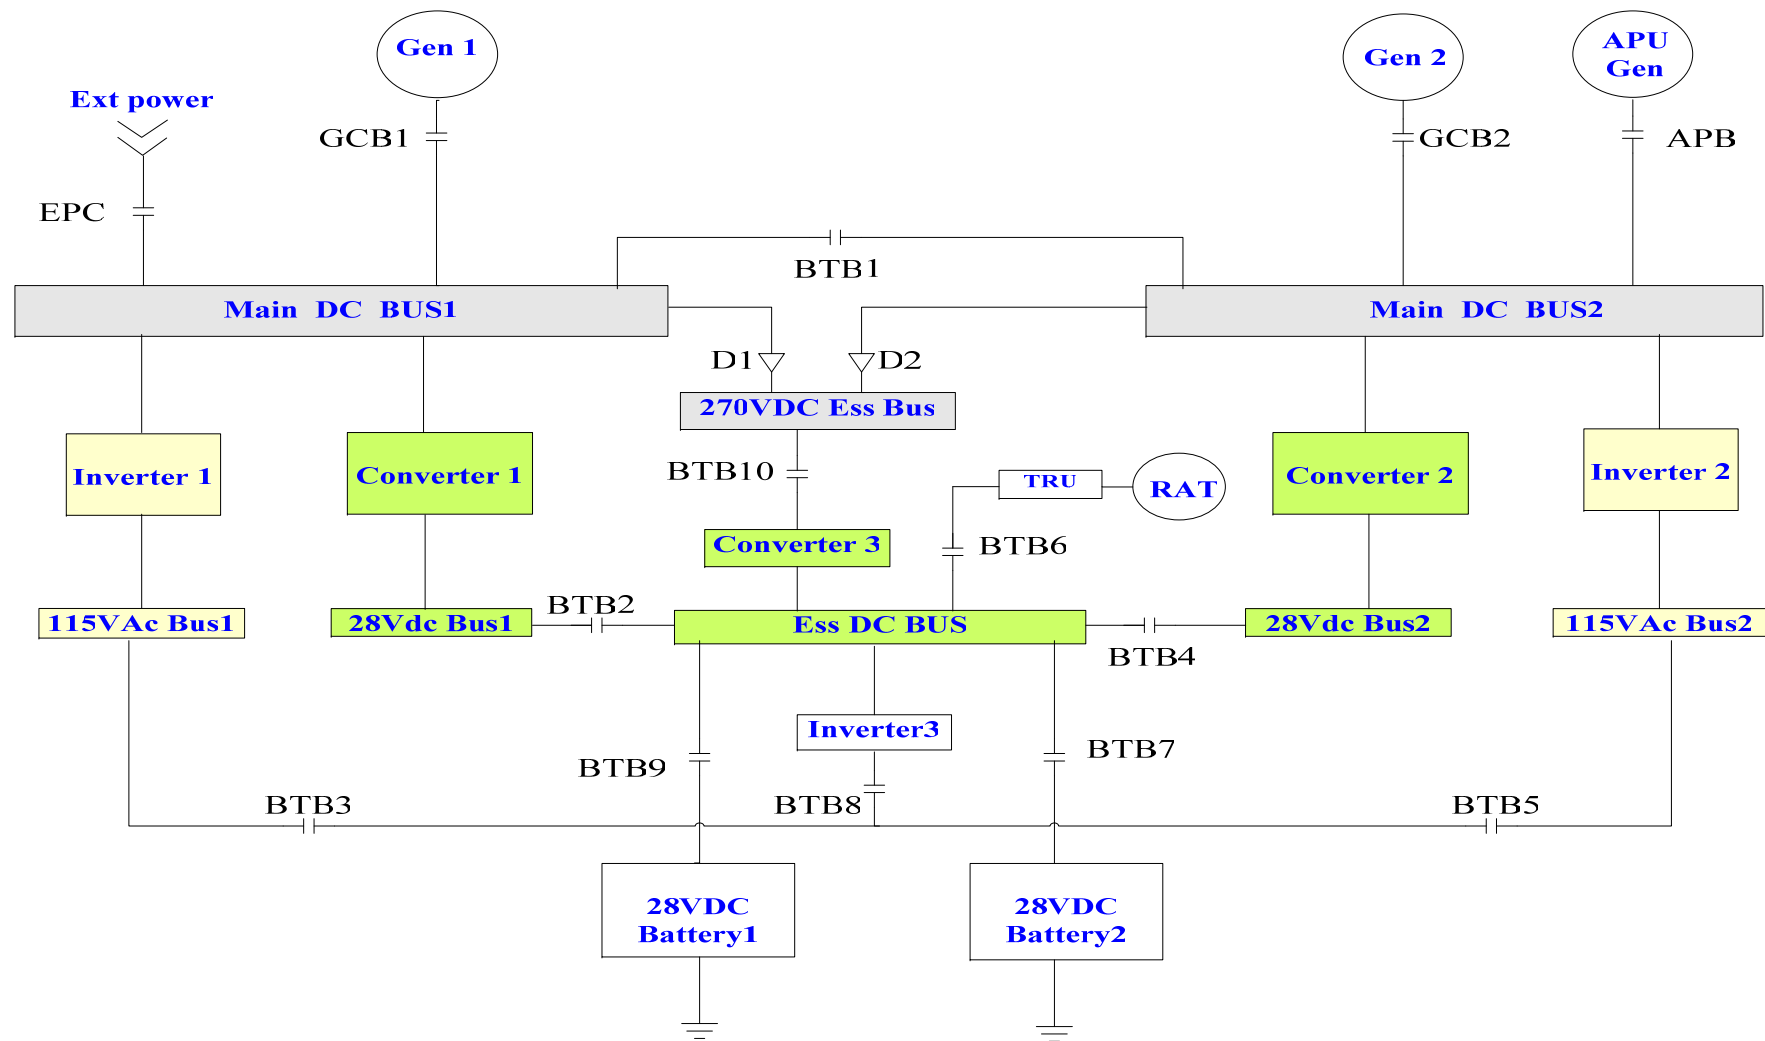 Gen 1
Gen 2
APU
Gen
Ext power
GCB1
GCB2
APB
EPC
BTB1
Main DC BUS1
Main DC BUS2
D1
D2
270VDC Ess Bus
Inverter 1
Converter 1
BTB10
TRU
RAT
Converter 2
Inverter 2
Converter 3
BTB6
115VAc Bus1
28Vdc Bus1
BTB2
Ess DC BUS
BTB4
28Vdc Bus2
115VAc Bus2
Inverter3
BTB9
BTB7
BTB3
BTB8
BTB5
28VDC
Battery1
28VDC
Battery2